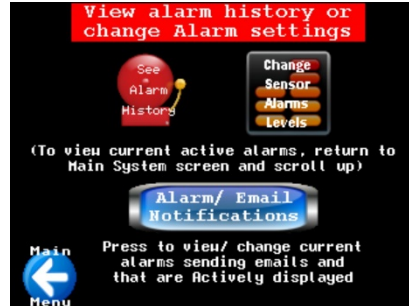 View alarm history or
change Alarm settings
See
Alarm
History
Change
Sensor
Alarms
Levels
(To view current active alarms, return to
Main System screen and scroll up)
Alarm/ Email
Notifications
Main
Menu
Press to view/ change current
alarms sending emails and
that are Actively displayed